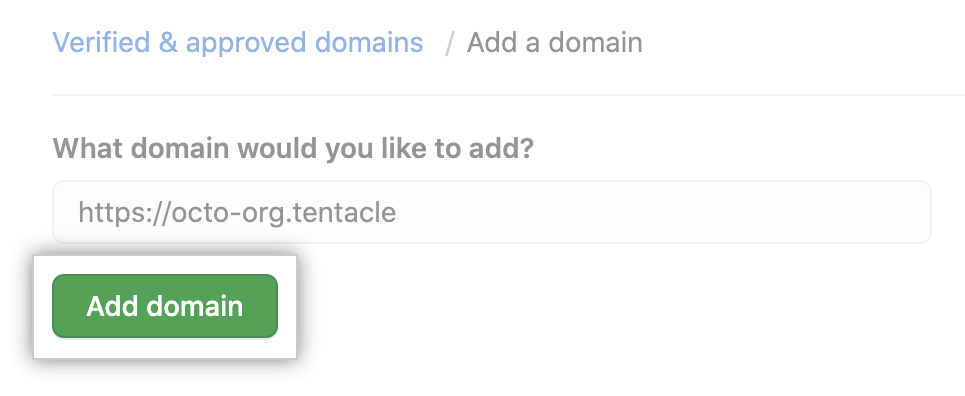 Verified & approved domains / Add a domain
What domain would you like to add?
https://octo-org.tentacle
Add domain